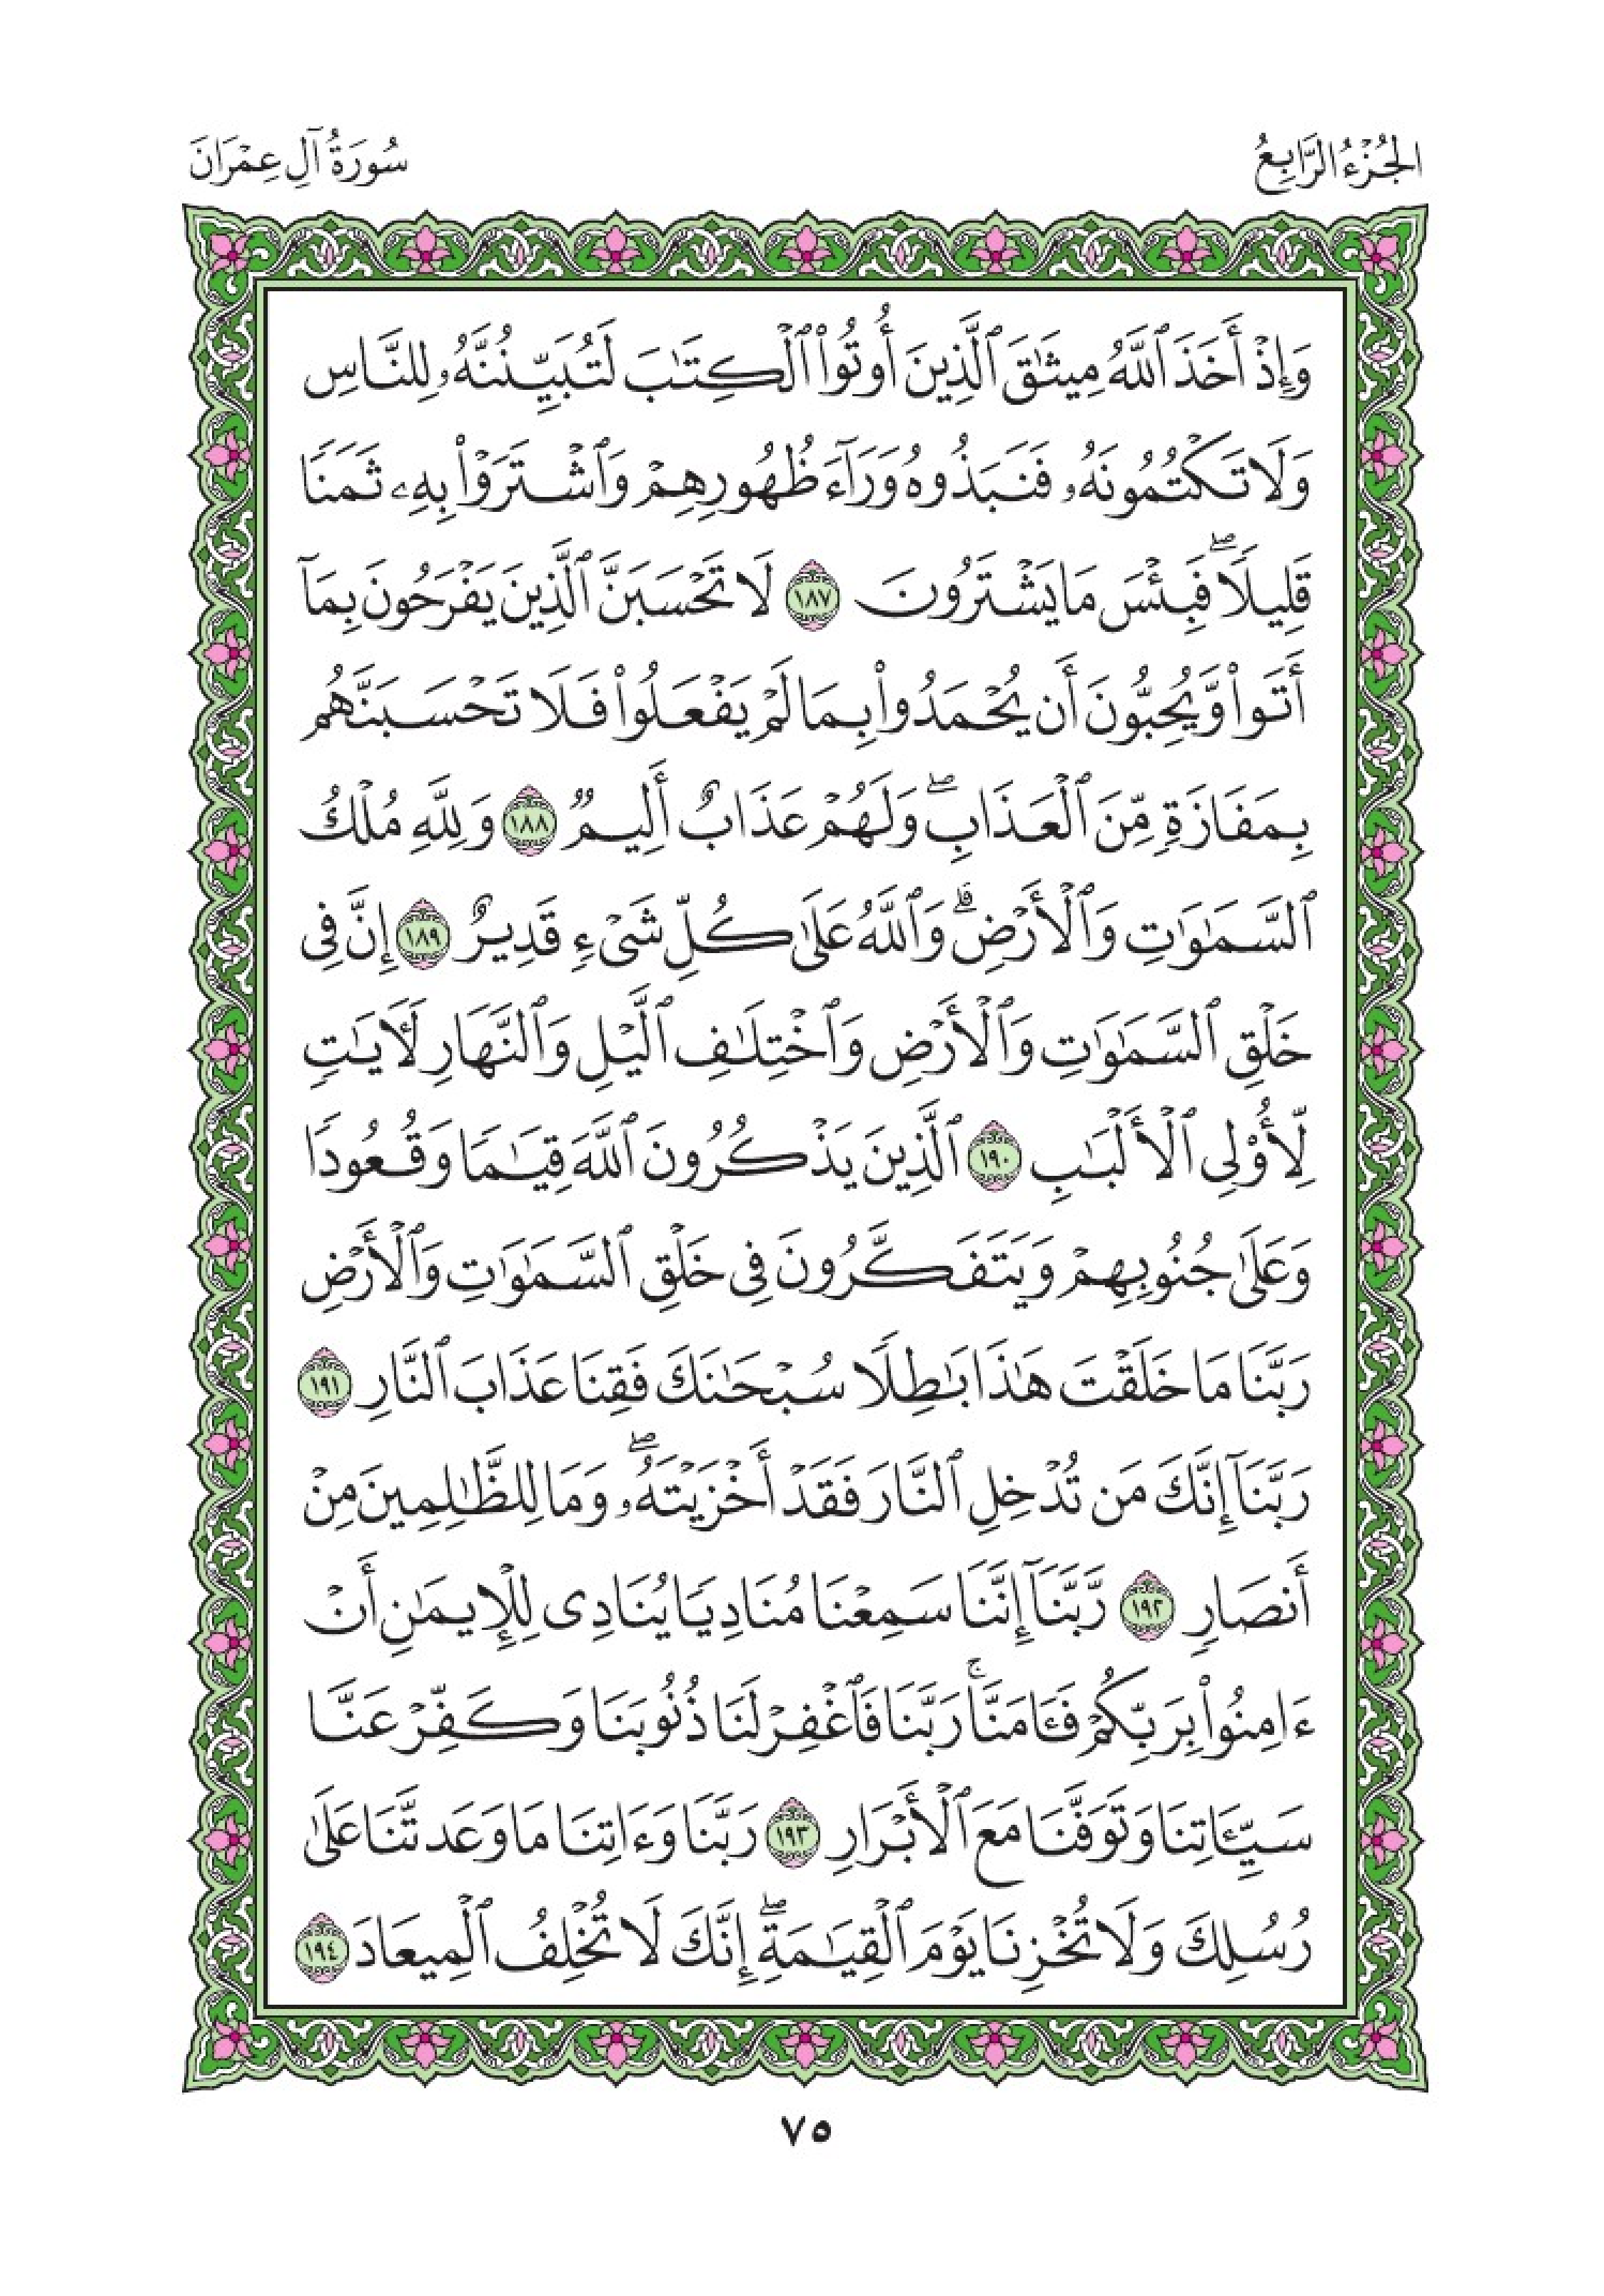 الجُزْءُ الرَّابِعُ
سُورَةُ آلِ عِمْرَانَ
وَإِذْ أَخَذَ ٱللَّهُ مِيثَٰقَ ٱلَّذِينَ أُوتُوا۟ ٱلْكِتَٰبَ لَتُبَيِّنُنَّهُۥ لِلنَّاسِ
وَلَا تَكْتُمُونَهُۥ فَنَبَذُوهُ وَرَآءَ ظُهُورِهِمْ وَٱشْتَرَوْا۟ بِهِۦ ثَمَنًا
قَلِيلًا ۖ فَبِئْسَ مَا يَشْتَرُونَ ١٨٧ لَا تَحْسَبَنَّ ٱلَّذِينَ يَفْرَحُونَ بِمَآ
أَتَوا۟ وَّيُحِبُّونَ أَن يُحْمَدُوا۟ بِمَا لَمْ يَفْعَلُوا۟ فَلَا تَحْسَبَنَّهُم
بِمَفَازَةٍ مِّنَ ٱلْعَذَابِ ۖ وَلَهُمْ عَذَابٌ أَلِيمٌ ١٨٨ وَلِلَّهِ مُلْكُ
ٱلسَّمَٰوَٰتِ وَٱلْأَرْضِ ۗ وَٱللَّهُ عَلَىٰ كُلِّ شَىْءٍ قَدِيرٌ ١٨٩ إِنَّ فِى
خَلْقِ ٱلسَّمَٰوَٰتِ وَٱلْأَرْضِ وَٱخْتِلَٰفِ ٱلَّيْلِ وَٱلنَّهَارِ لَءَايَٰتٍ
لِّأُو۟لِى ٱلْأَلْبَٰبِ ١٩٠ ٱلَّذِينَ يَذْكُرُونَ ٱللَّهَ قِيَٰمًا وَقُعُودًا
وَعَلَىٰ جُنُوبِهِمْ وَيَتَفَكَّرُونَ فِى خَلْقِ ٱلسَّمَٰوَٰتِ وَٱلْأَرْضِ
رَبَّنَا مَا خَلَقْتَ هَٰذَا بَٰطِلًا سُبْحَٰنَكَ فَقِنَا عَذَابَ ٱلنَّارِ ١٩١
رَبَّنَآ إِنَّكَ مَن تُدْخِلِ ٱلنَّارَ فَقَدْ أَخْزَيْتَهُۥ ۖ وَمَا لِلظَّٰلِمِينَ مِنْ
أَنصَارٍ ١٩٢ رَّبَّنَآ إِنَّنَا سَمِعْنَا مُنَادِيًا يُنَادِى لِلْإِيمَٰنِ أَنْ
ءَامِنُوا۟ بِرَبِّكُمْ فَـَٔامَنَّا ۚ رَبَّنَا فَٱغْفِرْ لَنَا ذُنُوبَنَا وَكَفِّرْ عَنَّا
سَيِّـَٔاتِنَا وَتَوَفَّنَا مَعَ ٱلْأَبْرَارِ ١٩٣ رَبَّنَا وَءَاتِنَا مَا وَعَدتَّنَا عَلَىٰ
رُسُلِكَ وَلَا تُخْزِنَا يَوْمَ ٱلْقِيَٰمَةِ ۖ إِنَّكَ لَا تُخْلِفُ ٱلْمِيعَادَ ١٩٤
٧٥